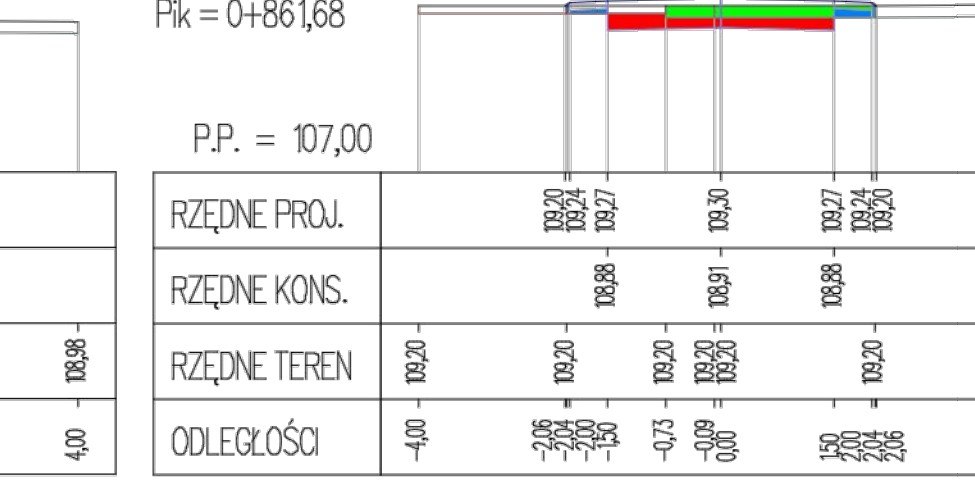 Pik = 0+861,68
P.P. = 107,00
RZĘDNE PROJ. 109,20 109,24 109,27 109,30 109,27 109,24 109,20
RZĘDNE KONS. 108,88 108,91 108,88
108,98 RZĘDNE TEREN 109,20 109,20 109,20 109,20 109,20 109,20
4,00 ODLEGŁOŚCI -4,00 -2,06 -2,04 -2,00 -1,50 -0,73 -0,09 0,00 1,50 2,00 2,04 2,06